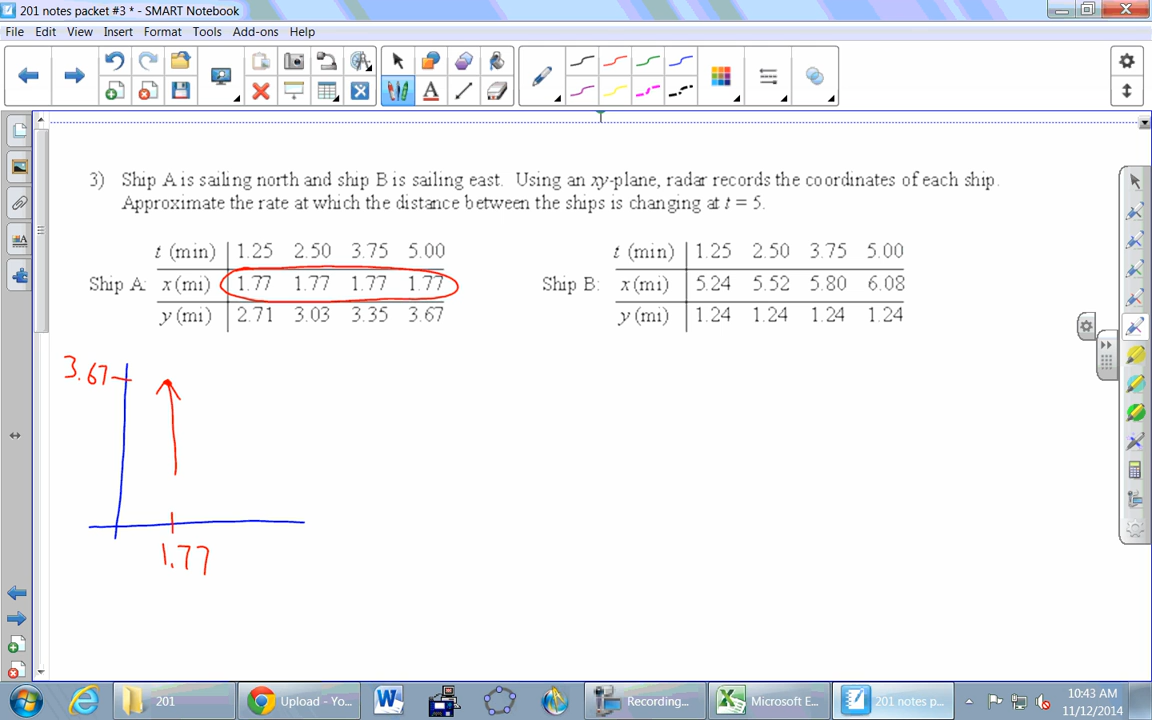 201 notes packet #3 * - SMART Notebook
File Edit View Insert Format Tools Add-ons Help
3) Ship A is sailing north and ship B is sailing east. Using an xy-plane, radar records the coordinates of each ship.
Approximate the rate at which the distance between the ships is changing at t = 5.
t (min) 1.25 2.50 3.75 5.00
Ship A: x (mi) 1.77 1.77 1.77 1.77
y (mi) 2.71 3.03 3.35 3.67
t (min) 1.25 2.50 3.75 5.00
Ship B: x (mi) 5.24 5.52 5.80 6.08
y (mi) 1.24 1.24 1.24 1.24
3.67
1.77
201
Upload - Yo...
Recording...
Microsoft E...
201 notes p...
10:43 AM
11/12/2014